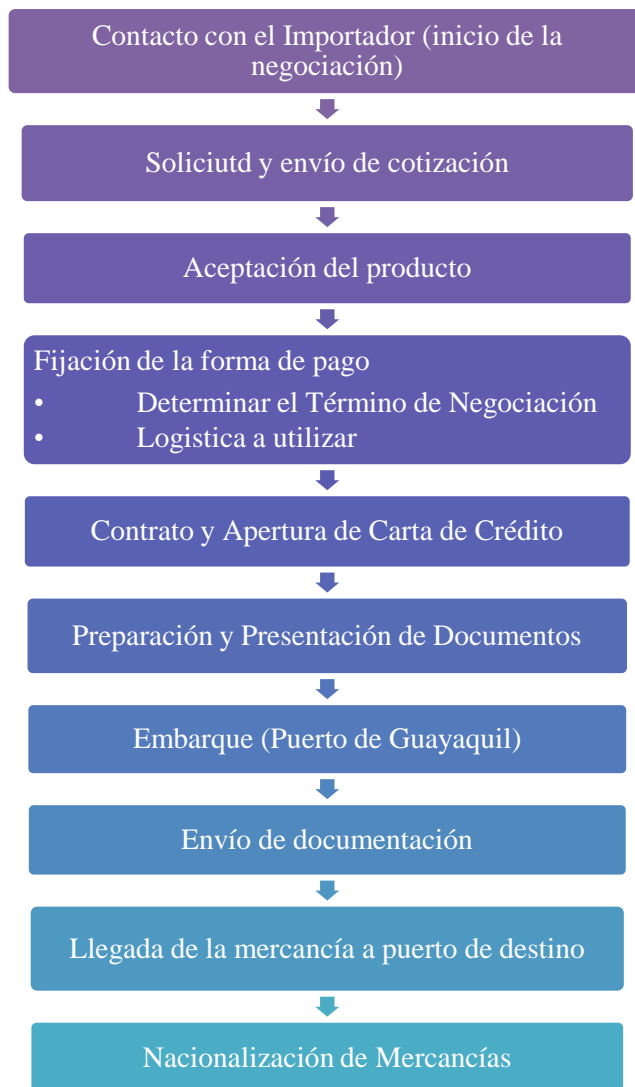 Contacto con el Importador (inicio de la
negociación)
Soliciutd y envío de cotización
Aceptación del producto
Fijación de la forma de pago
• Determinar el Término de Negociación
• Logistica a utilizar
Contrato y Apertura de Carta de Crédito
Preparación y Presentación de Documentos
Embarque (Puerto de Guayaquil)
Envío de documentación
Llegada de la mercancía a puerto de destino
Nacionalización de Mercancías